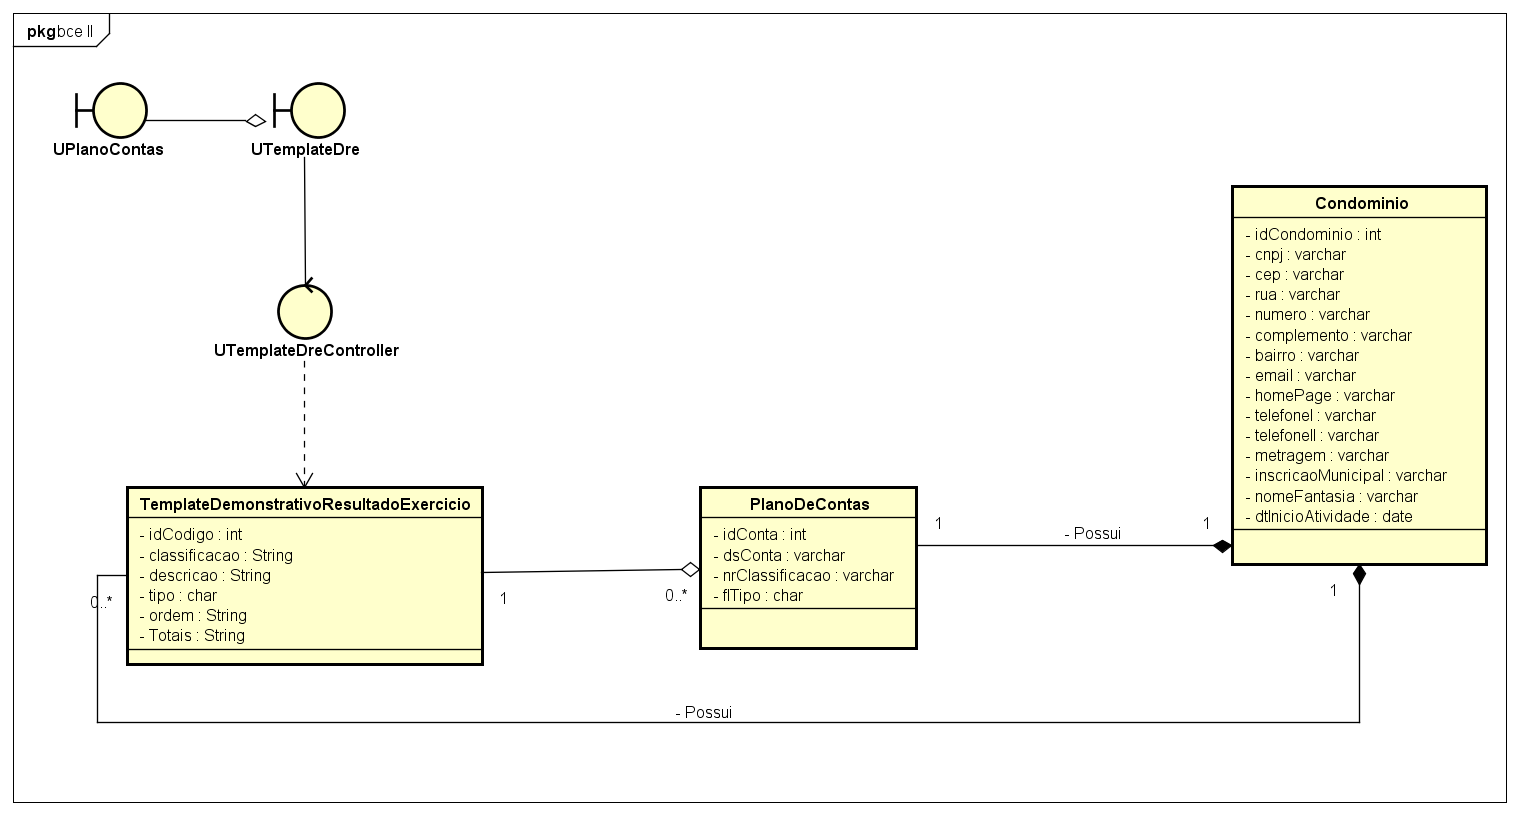 pkg bce II
UPlanoContas
UTemplateDre
UTemplateDreController
Condominio
- idCondominio : int
- cnpj : varchar
- cep : varchar
- rua : varchar
- numero : varchar
- complemento : varchar
- bairro : varchar
- email : varchar
- homePage : varchar
- telefoneI : varchar
- telefoneII : varchar
- metragem : varchar
- inscricaoMunicipal : varchar
- nomeFantasia : varchar
- dtInicioAtividade : date
TemplateDemonstrativoResultadoExercicio
- idCodigo : int
- classificacao : String
- descricao : String
- tipo : char
- ordem : String
- Totais : String
0..*
1
0..*
PlanoDeContas
- idConta : int
- dsConta : varchar
- nrClassificacao : varchar
- flTipo : char
1
- Possui
1
1
- Possui